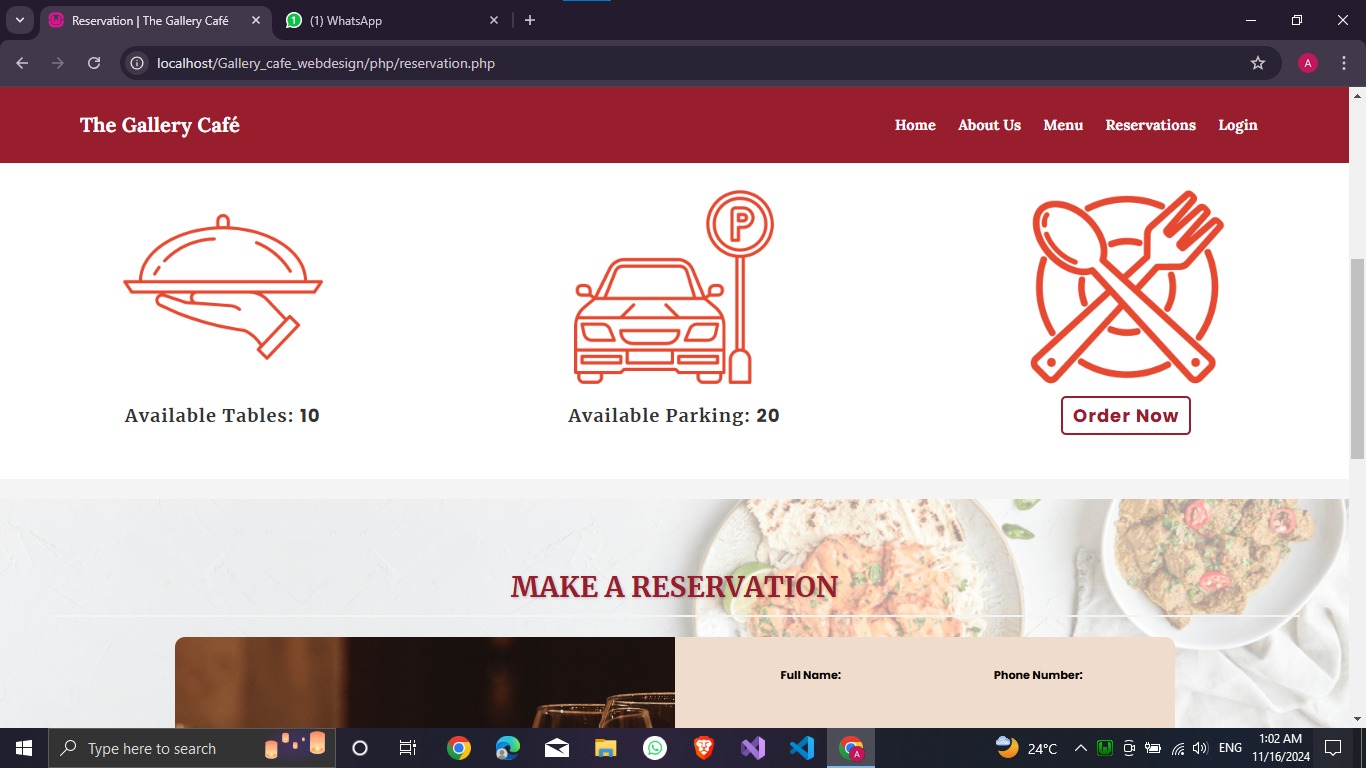 Reservation | The Gallery Café
1
(1) WhatsApp
localhost/Gallery_cafe_webdesign/php/reservation.php
A
The Gallery Café
Home About Us Menu Reservations Login
P
Available Tables: 10
Available Parking: 20
Order Now
MAKE A RESERVATION
Full Name: Phone Number:
Type here to search
A
24°C
ENG
1:02 AM
11/16/2024